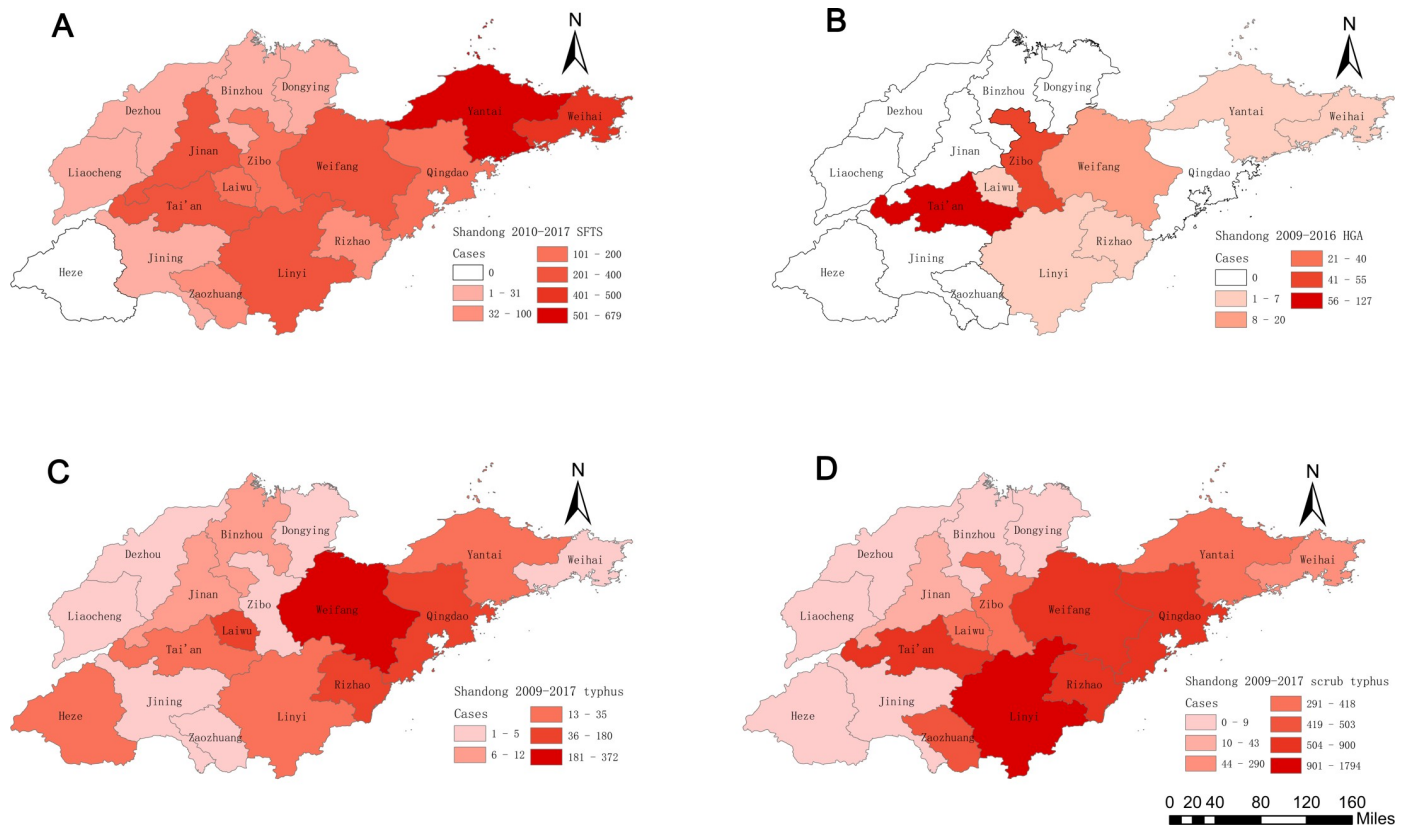 A
N
Binzhou
Dongying
Dezhou
Yantai
Weihai
Jinan
Zibo
Weifang
Liaocheng
Laiwu
Qingdao
Tai'an
Rizhao
Jining
Heze
Linyi
Zaozhuang
Shandong 2010-2017 SFTS
Cases
0
1 - 31
32 - 100
101 - 200
201 - 400
401 - 500
501 - 679
B
N
Binzhou
Dongying
Dezhou
Yantai
Weihai
Jinan
Zibo
Weifang
Liaocheng
Laiwu
Qingdao
Tai'an
Rizhao
Jining
Heze
Linyi
Zaozhuang
Shandong 2009-2016 HGA
Cases
0
1 - 7
8 - 20
21 - 40
41 - 55
56 - 127
C
N
Binzhou
Dongying
Dezhou
Yantai
Weihai
Jinan
Zibo
Weifang
Liaocheng
Laiwu
Qingdao
Tai'an
Rizhao
Jining
Heze
Linyi
Zaozhuang
Shandong 2009-2017 typhus
Cases
1 - 5
6 - 12
13 - 35
36 - 180
181 - 372
D
N
Binzhou
Dongying
Dezhou
Yantai
Weihai
Jinan
Zibo
Weifang
Liaocheng
Laiwu
Qingdao
Tai'an
Rizhao
Jining
Heze
Linyi
Zaozhuang
Shandong 2009-2017 scrub typhus
Cases
0 - 9
10 - 43
44 - 290
291 - 418
419 - 503
504 - 900
901 - 1794
0 20 40 80 120 160
Miles